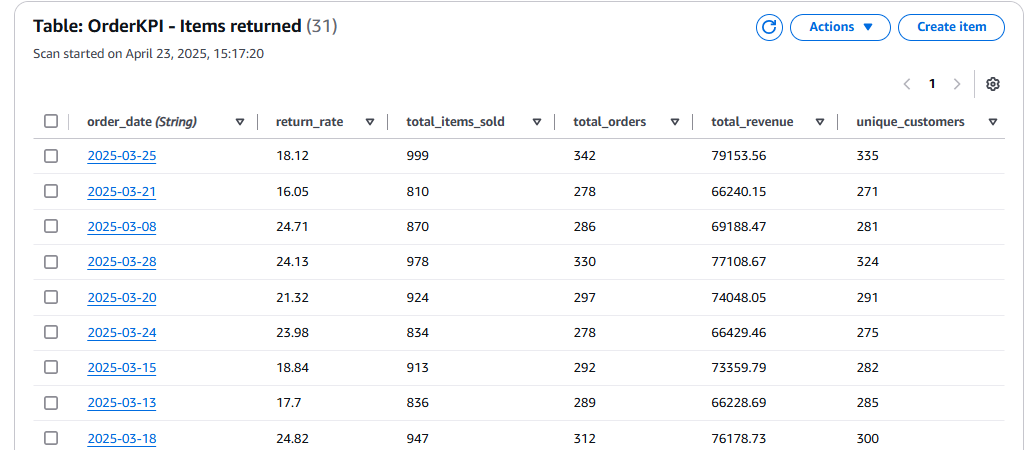 Table: OrderKPI - Items returned (31)
Actions
Create item
Scan started on April 23, 2025, 15:17:20
1
order_date (String) return_rate total_items_sold total_orders total_revenue unique_customers
2025-03-25 18.12 999 342 79153.56 335
2025-03-21 16.05 810 278 66240.15 271
2025-03-08 24.71 870 286 69188.47 281
2025-03-28 24.13 978 330 77108.67 324
2025-03-20 21.32 924 297 74048.05 291
2025-03-24 23.98 834 278 66429.46 275
2025-03-15 18.84 913 292 73359.79 282
2025-03-13 17.7 836 289 66228.69 285
2025-03-18 24.82 947 312 76178.73 300